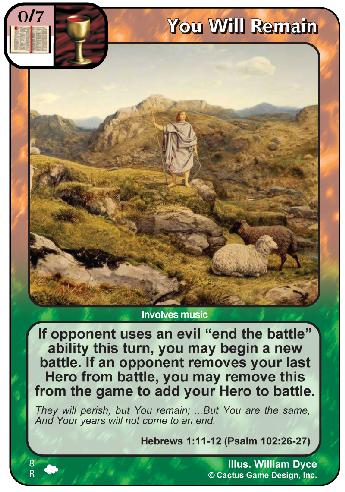 0/7
You Will Remain
Involves music
If opponent uses an evil “end the battle”
ability this turn, you may begin a new
battle. If an opponent removes your last
Hero from battle, you may remove this
from the game to add your Hero to battle.
They will perish, but You remain; ...But You are the same,
And Your years will not come to an end.
Hebrews 1:11-12 (Psalm 102:26-27)
8
R
Illus. William Dyce
© Cactus Game Design, Inc.